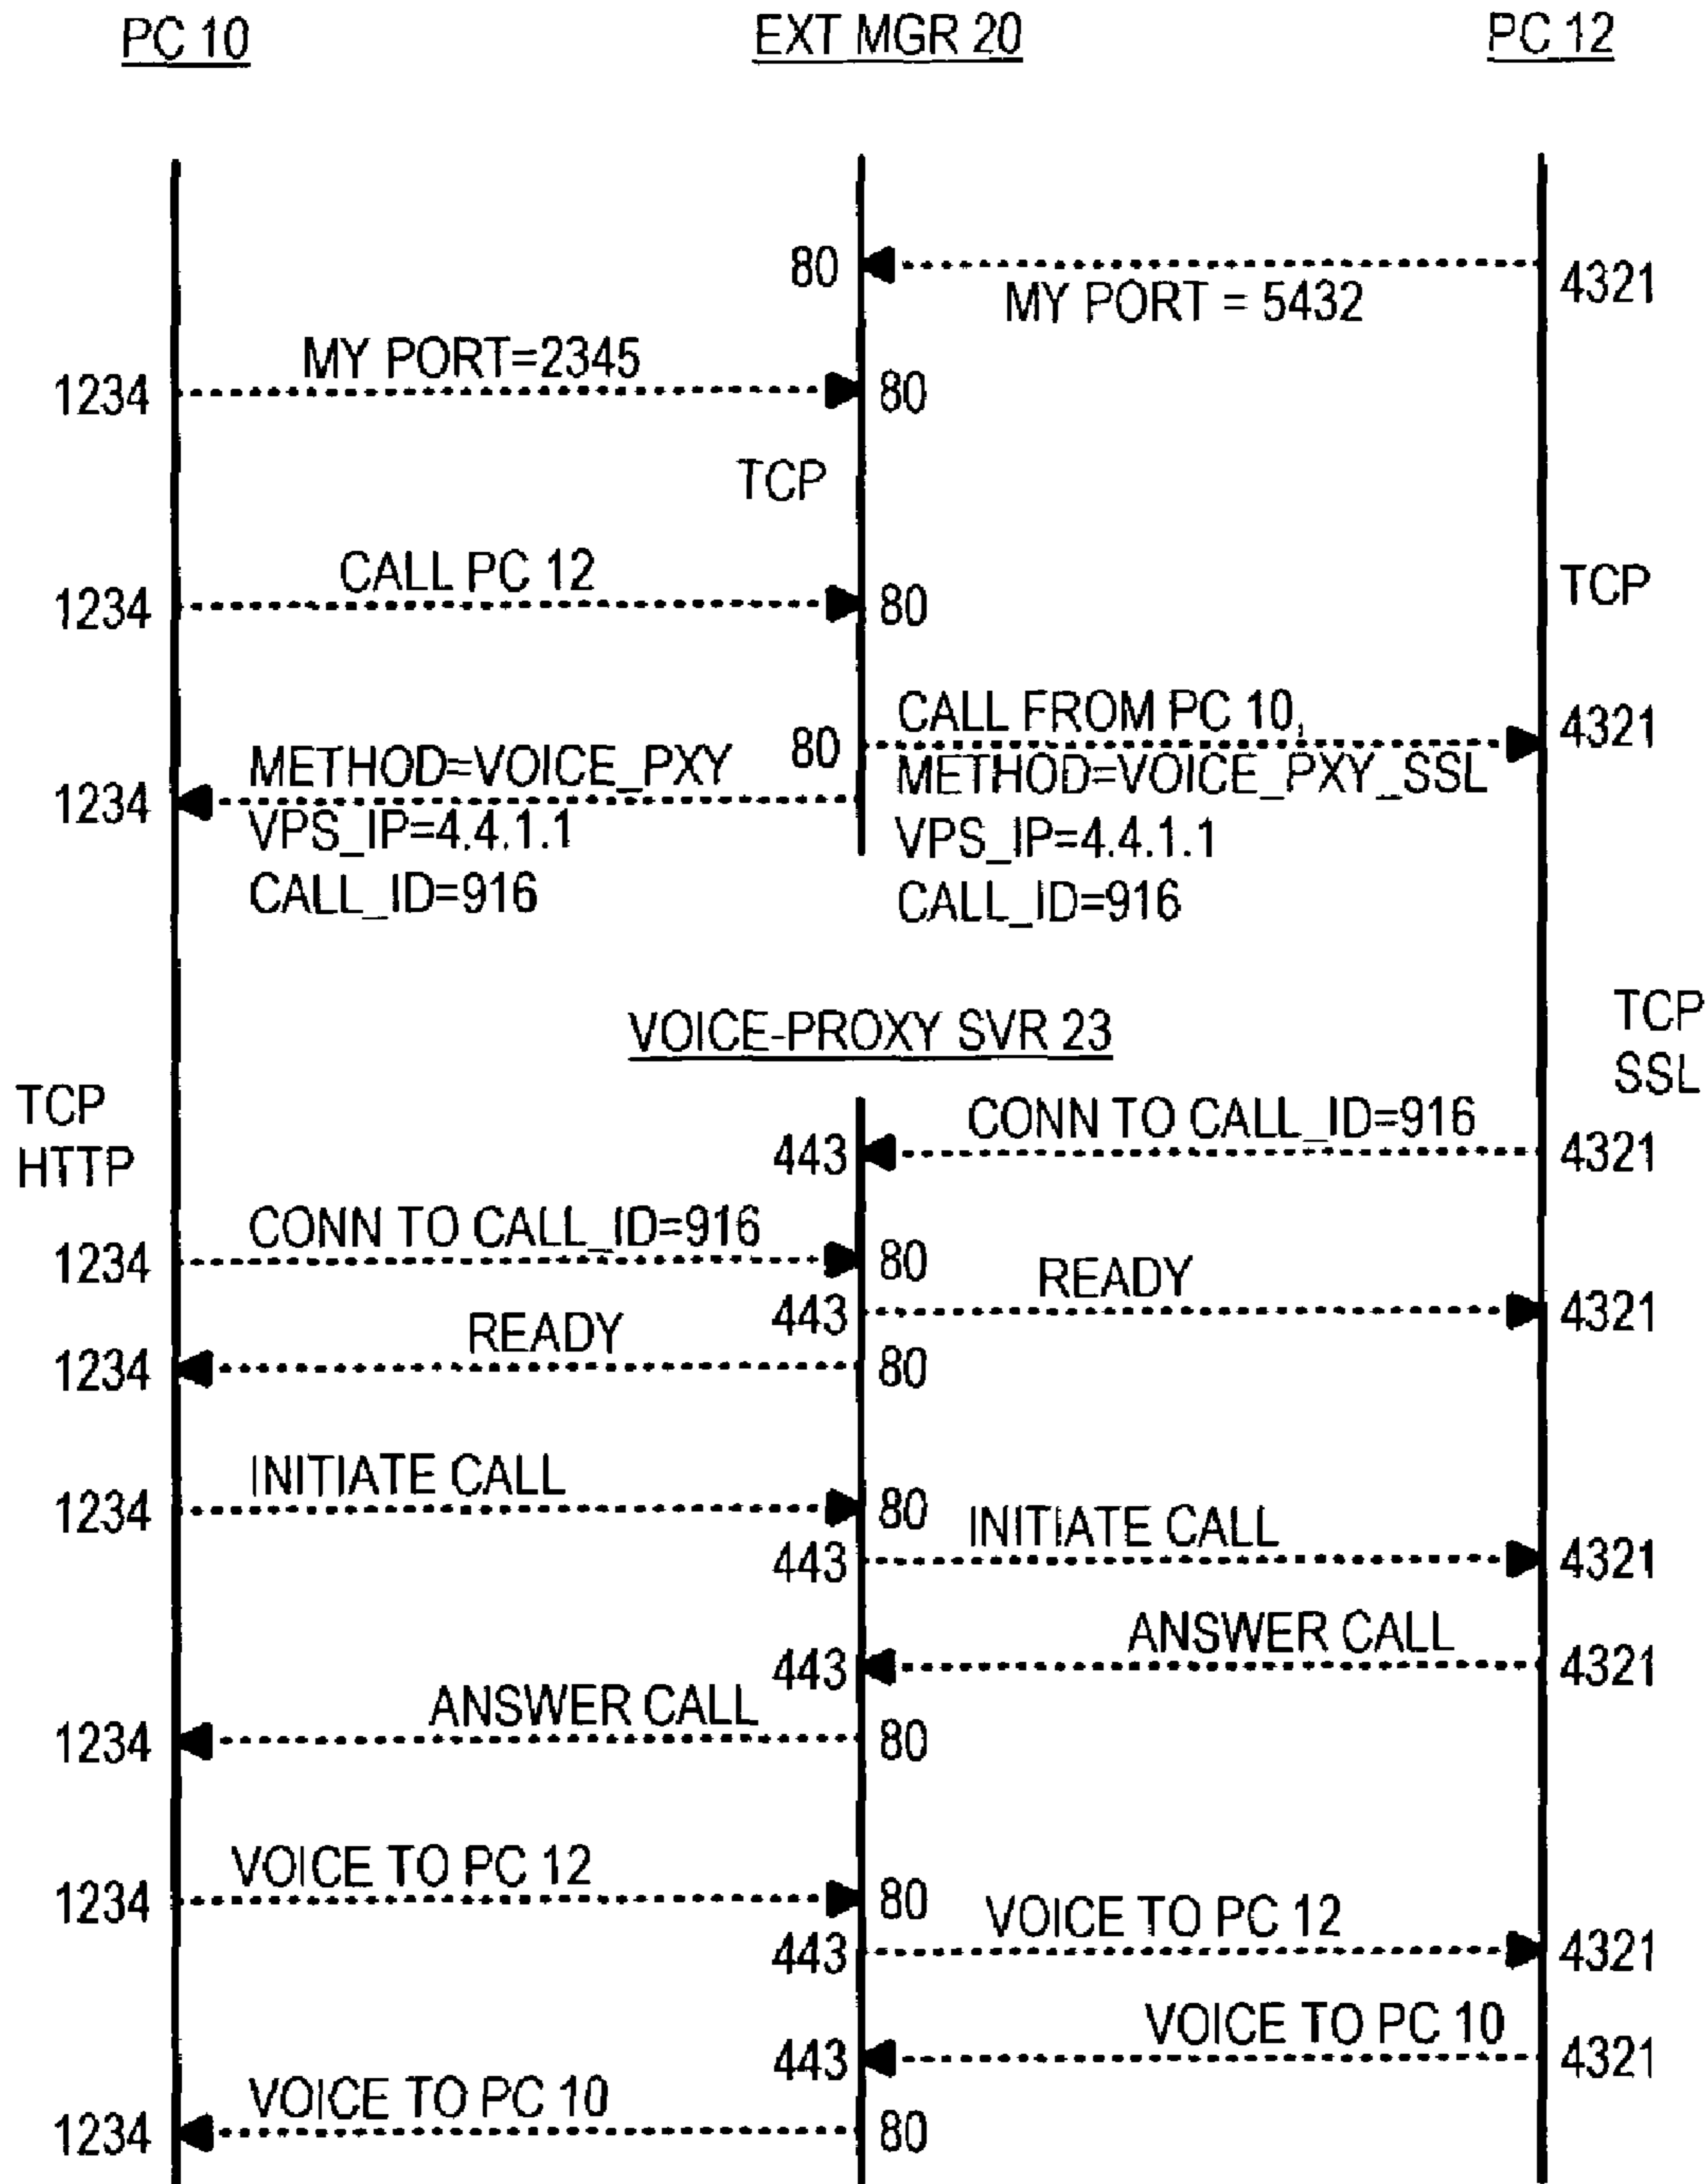 PC 10 EXT MGR 20 PC 12
80 4321
MY PORT = 5432
MY PORT=2345
1234 80
TCP
CALL PC 12
TCP
1234 80
CALL FROM PC 10,
80 4321
METHOD=VOICE_PXY
METHOD=VOICE_PXY_SSL
1234
VPS_IP=4.4.1.1
VPS_IP=4.4.1.1
CALL_ID=916
CALL_ID=916
TCP
SSL
VOICE-PROXY SVR 23
TCP
HTTP
CONN TO CALL_ID=916
443 4321
CONN TO CALL_ID=916
1234 80
READY
443 4321
READY
1234 80
INITIATE CALL
1234 80
INITIATE CALL
443 4321
ANSWER CALL
443 4321
ANSWER CALL
1234 80
VOICE TO PC 12
1234 80
VOICE TO PC 12
443 4321
VOICE TO PC 10
443 4321
VOICE TO PC 10
1234 80